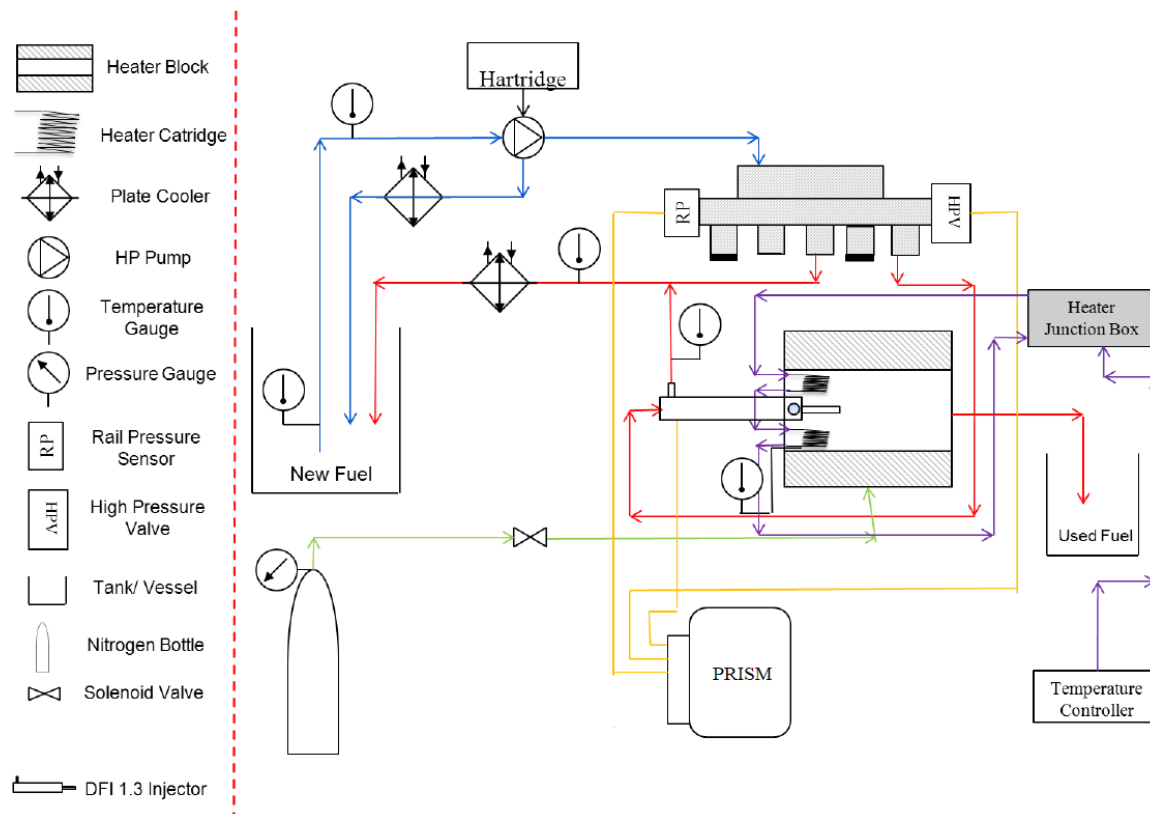 Heater Block
Heater Catridge
Plate Cooler
HP Pump
Temperature
Gauge
Pressure Gauge
RP
Rail Pressure
Sensor
HPV
High Pressure
Valve
Tank/ Vessel
Nitrogen Bottle
Solenoid Valve
DFI 1.3 Injector
Hartridge
RP
HPV
Heater
Junction Box
New Fuel
Used Fuel
PRISM
Temperature
Controller